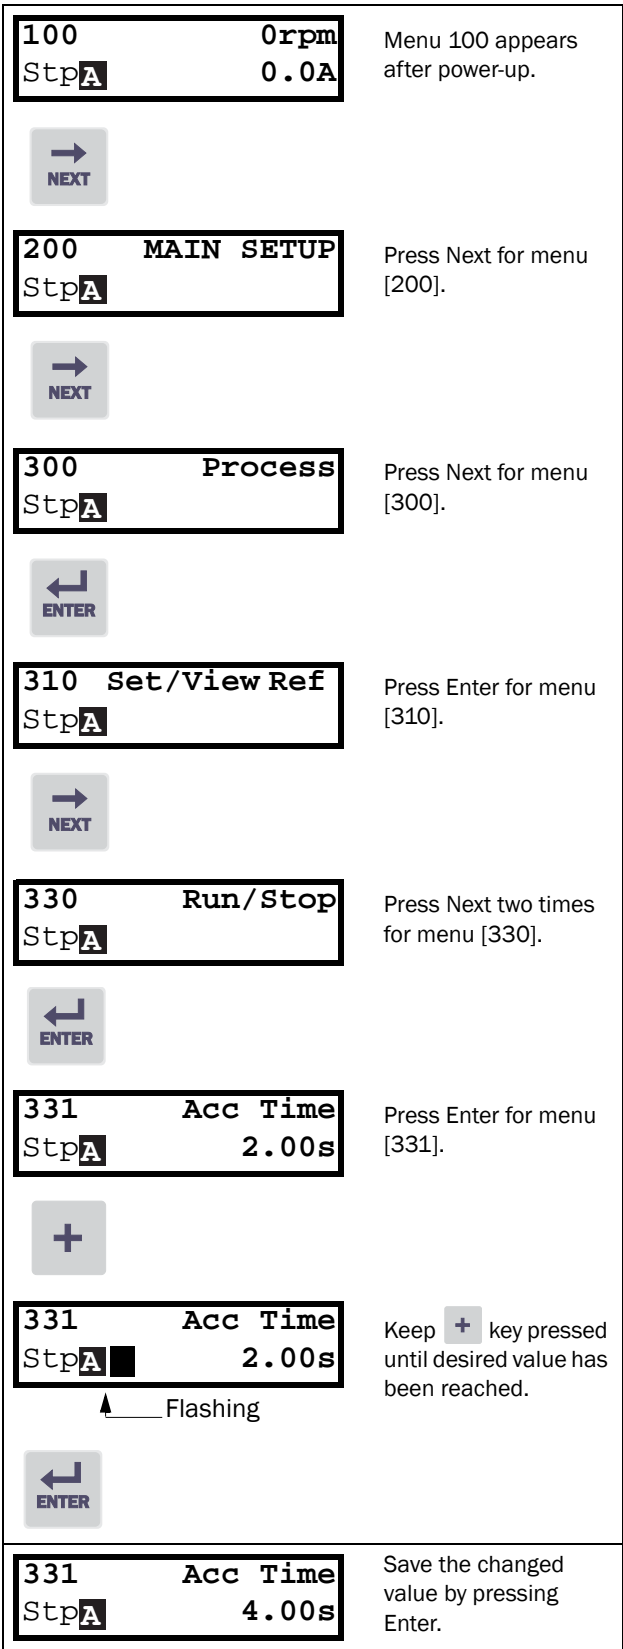 100 0rpm
StpA 0.0A
Menu 100 appears
after power-up.
NEXT
200 MAIN SETUP
StpA
Press Next for menu
[200].
NEXT
300 Process
StpA
Press Next for menu
[300].
ENTER
310 Set/View Ref
StpA
Press Enter for menu
[310].
NEXT
330 Run/Stop
StpA
Press Next two times
for menu [330].
ENTER
331 Acc Time
StpA 2.00s
Press Enter for menu
[331].
+
331 Acc Time
StpA 2.00s
Flashing
Keep + key pressed
until desired value has
been reached.
ENTER
331 Acc Time
StpA 4.00s
Save the changed
value by pressing
Enter.